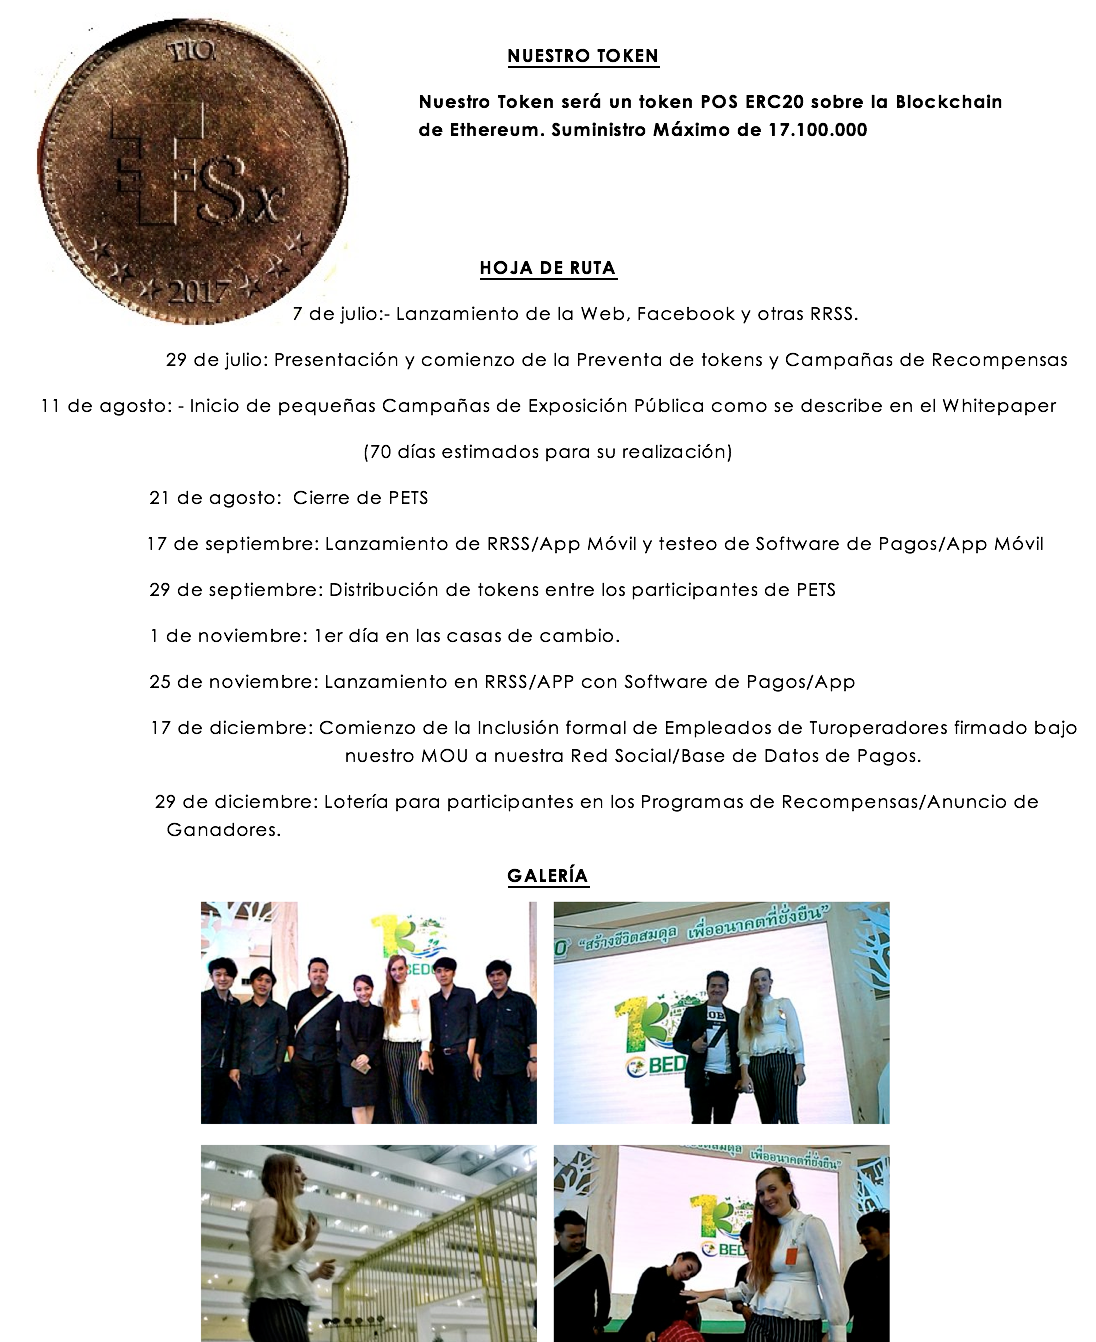 TIO
TSx
2017
NUESTRO TOKEN
Nuestro Token será un token POS ERC20 sobre la Blockchain
de Ethereum. Suministro Máximo de 17.100.000
HOJA DE RUTA
7 de julio:- Lanzamiento de la Web, Facebook y otras RRSS.
29 de julio: Presentación y comienzo de la Preventa de tokens y Campañas de Recompensas
11 de agosto: - Inicio de pequeñas Campañas de Exposición Pública como se describe en el Whitepaper
(70 días estimados para su realización)
21 de agosto:  Cierre de PETS
17 de septiembre: Lanzamiento de RRSS/App Móvil y testeo de Software de Pagos/App Móvil
29 de septiembre: Distribución de tokens entre los participantes de PETS
1 de noviembre: 1er día en las casas de cambio.
25 de noviembre: Lanzamiento en RRSS/APP con Software de Pagos/App
17 de diciembre: Comienzo de la Inclusión formal de Empleados de Turoperadores firmado bajo
nuestro MOU a nuestra Red Social/Base de Datos de Pagos.
29 de diciembre: Lotería para participantes en los Programas de Recompensas/Anuncio de
Ganadores.
GALERÍA
BEDO
“สร้างชีวิตสมดุล เพื่ออนาคตที่ยั่งยืน”
BED
7
เพื่ออนาคตที่ยั่งยืน”
BED